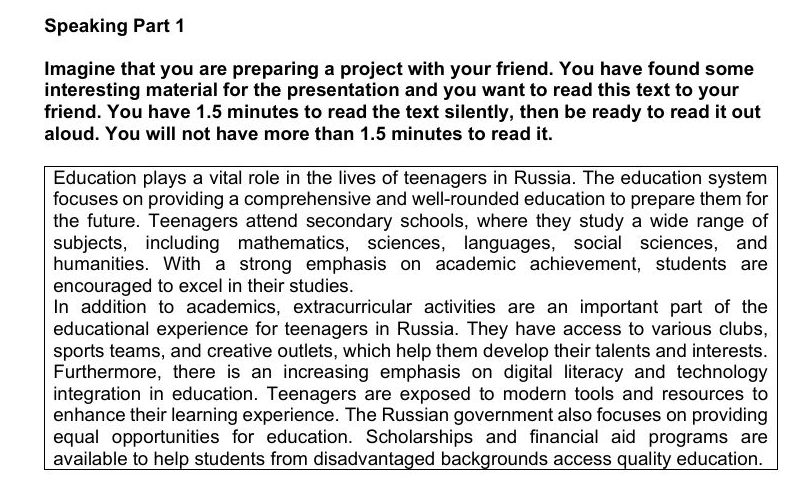 Speaking Part 1
Imagine that you are preparing a project with your friend. You have found some
interesting material for the presentation and you want to read this text to your
friend. You have 1.5 minutes to read the text silently, then be ready to read it out
aloud. You will not have more than 1.5 minutes to read it.
Education plays a vital role in the lives of teenagers in Russia. The education system
focuses on providing a comprehensive and well-rounded education to prepare them for
the future. Teenagers attend secondary schools, where they study a wide range of
subjects, including mathematics, sciences, languages, social sciences, and
humanities. With a strong emphasis on academic achievement, students are
encouraged to excel in their studies.
In addition to academics, extracurricular activities are an important part of the
educational experience for teenagers in Russia. They have access to various clubs,
sports teams, and creative outlets, which help them develop their talents and interests.
Furthermore, there is an increasing emphasis on digital literacy and technology
integration in education. Teenagers are exposed to modern tools and resources to
enhance their learning experience. The Russian government also focuses on providing
equal opportunities for education. Scholarships and financial aid programs are
available to help students from disadvantaged backgrounds access quality education.